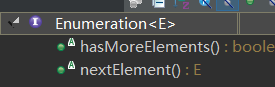 Enumeration<E>
hasMoreElements() : boole
nextElement() : E